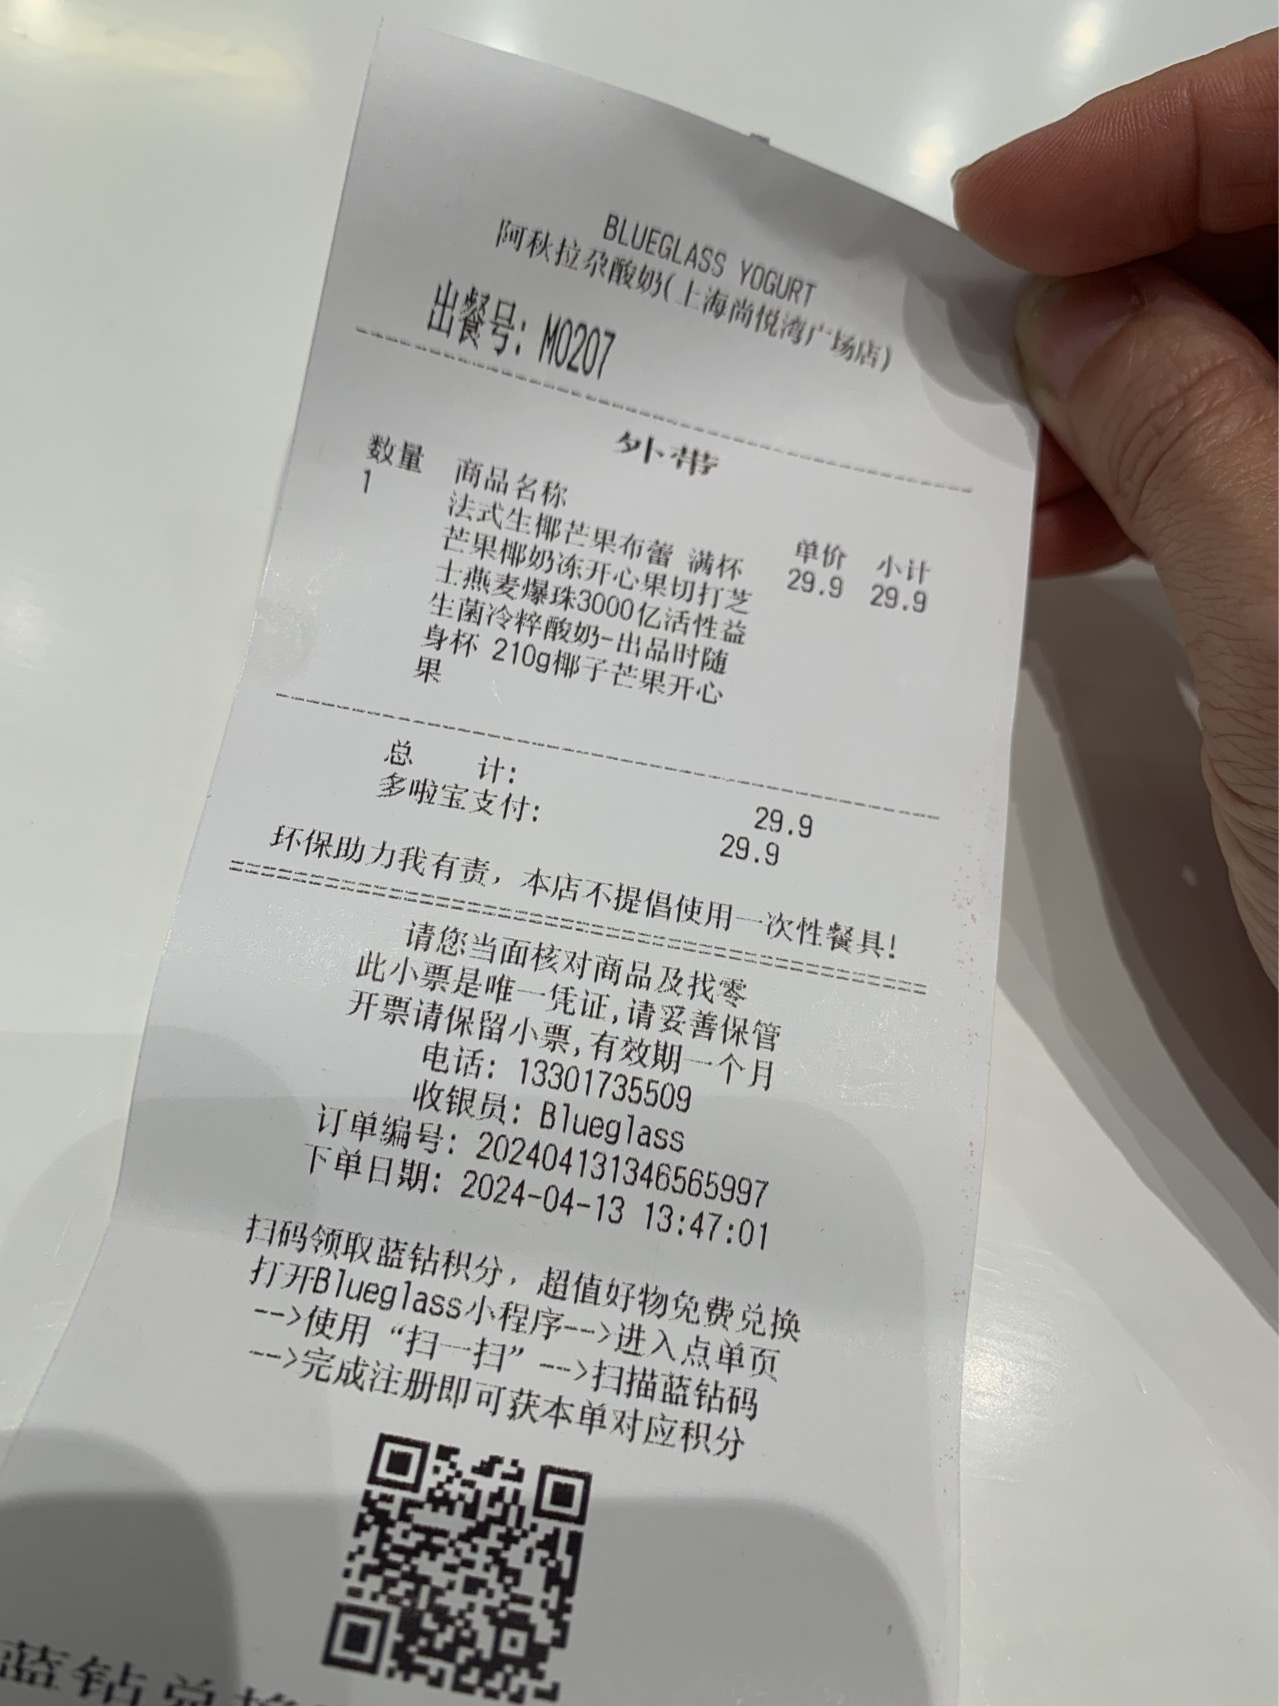 BLUEGLASS YOGURT
阿秋拉尕酸奶(上海尚悦湾广场店)
出餐号: M0207
外带
数量 商品名称 单价 小计
1 法式生椰芒果布蕾 满杯 29.9 29.9
芒果椰奶冻开心果切打芝
士燕麦爆珠3000亿活性益
生菌冷粹酸奶-出品时随
身杯 210g椰子芒果开心
果
总 计: 29.9
多啦宝支付: 29.9
环保助力我有责，本店不提倡使用一次性餐具!
请您当面核对商品及找零
此小票是唯一凭证,请妥善保管
开票请保留小票,有效期一个月
电话: 13301735509
收银员: Blueglass
订单编号: 202404131346565997
下单日期: 2024-04-13 13:47:01
扫码领取蓝钻积分，超值好物免费兑换
打开Blueglass小程序-->进入点单页
-->使用“扫一扫”-->扫描蓝钻码
-->完成注册即可获本单对应积分
蓝钻兑换